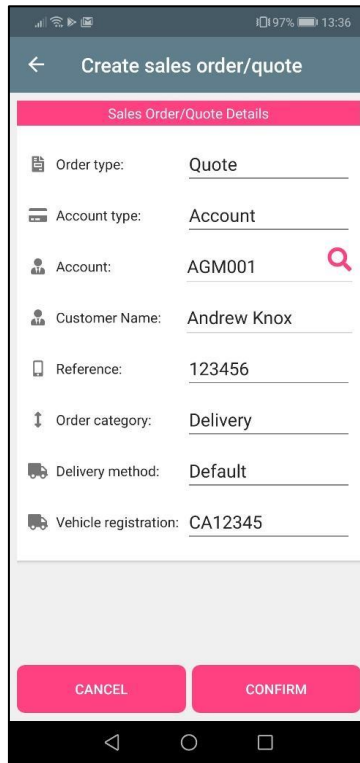 97% 13:36
Create sales order/quote
Sales Order/Quote Details
Order type: Quote
Account type: Account
Account: AGM001
Customer Name: Andrew Knox
Reference: 123456
Order category: Delivery
Delivery method: Default
Vehicle registration: CA12345
CANCEL CONFIRM